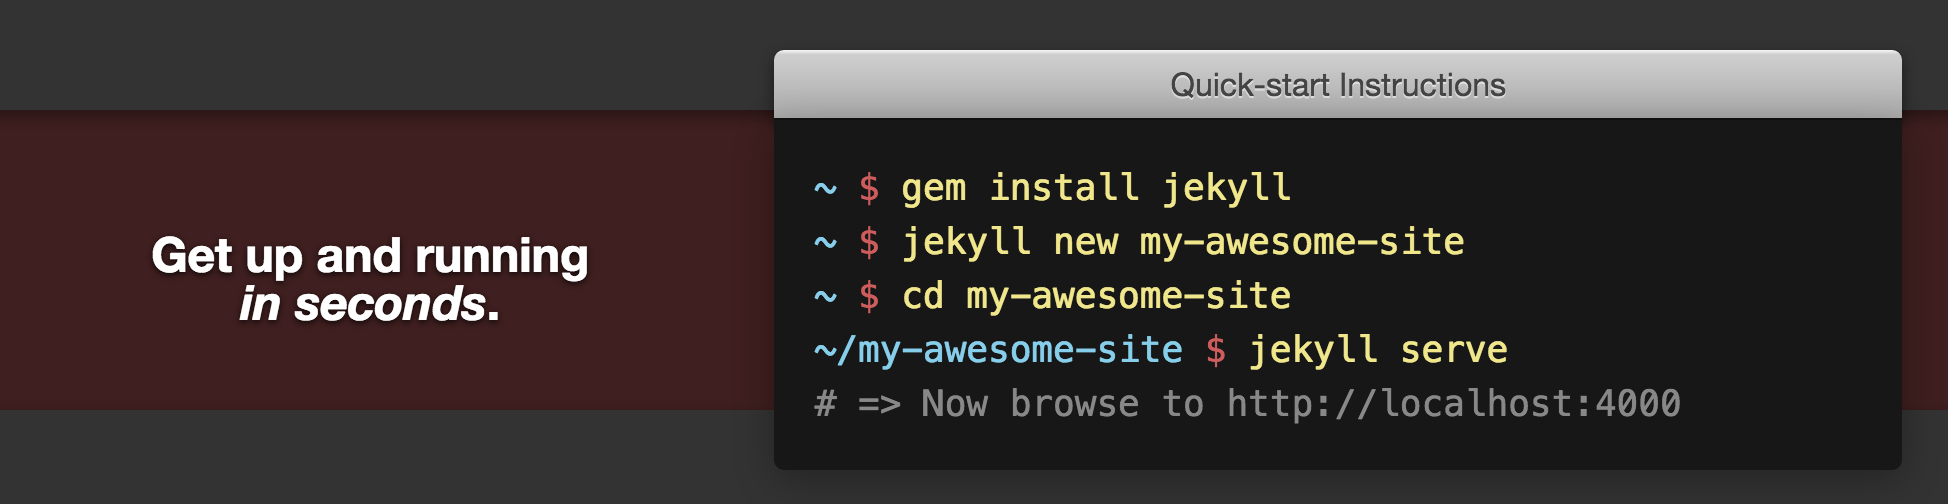 Get up and running
in seconds.
Quick-start Instructions
~ $ gem install jekyll
~ $ jekyll new my-awesome-site
~ $ cd my-awesome-site
~/my-awesome-site $ jekyll serve
# => Now browse to http://localhost:4000